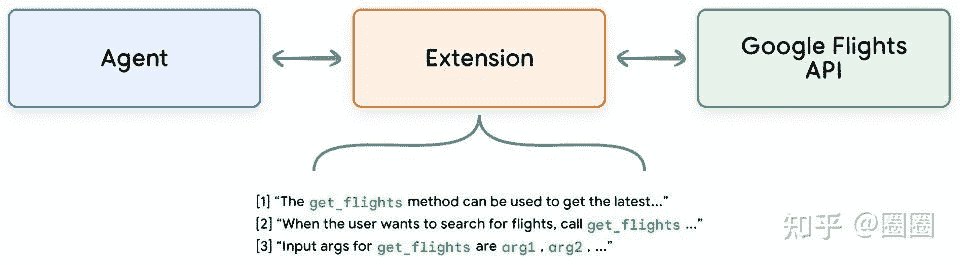 Agent
Extension
Google Flights
API
[1] “The get_flights method can be used to get the latest...”
[2] “When the user wants to search for flights, call get_flights ...”
[3] “Input args for get_flights are arg1 , arg2 , ...”
知乎 @圈圈